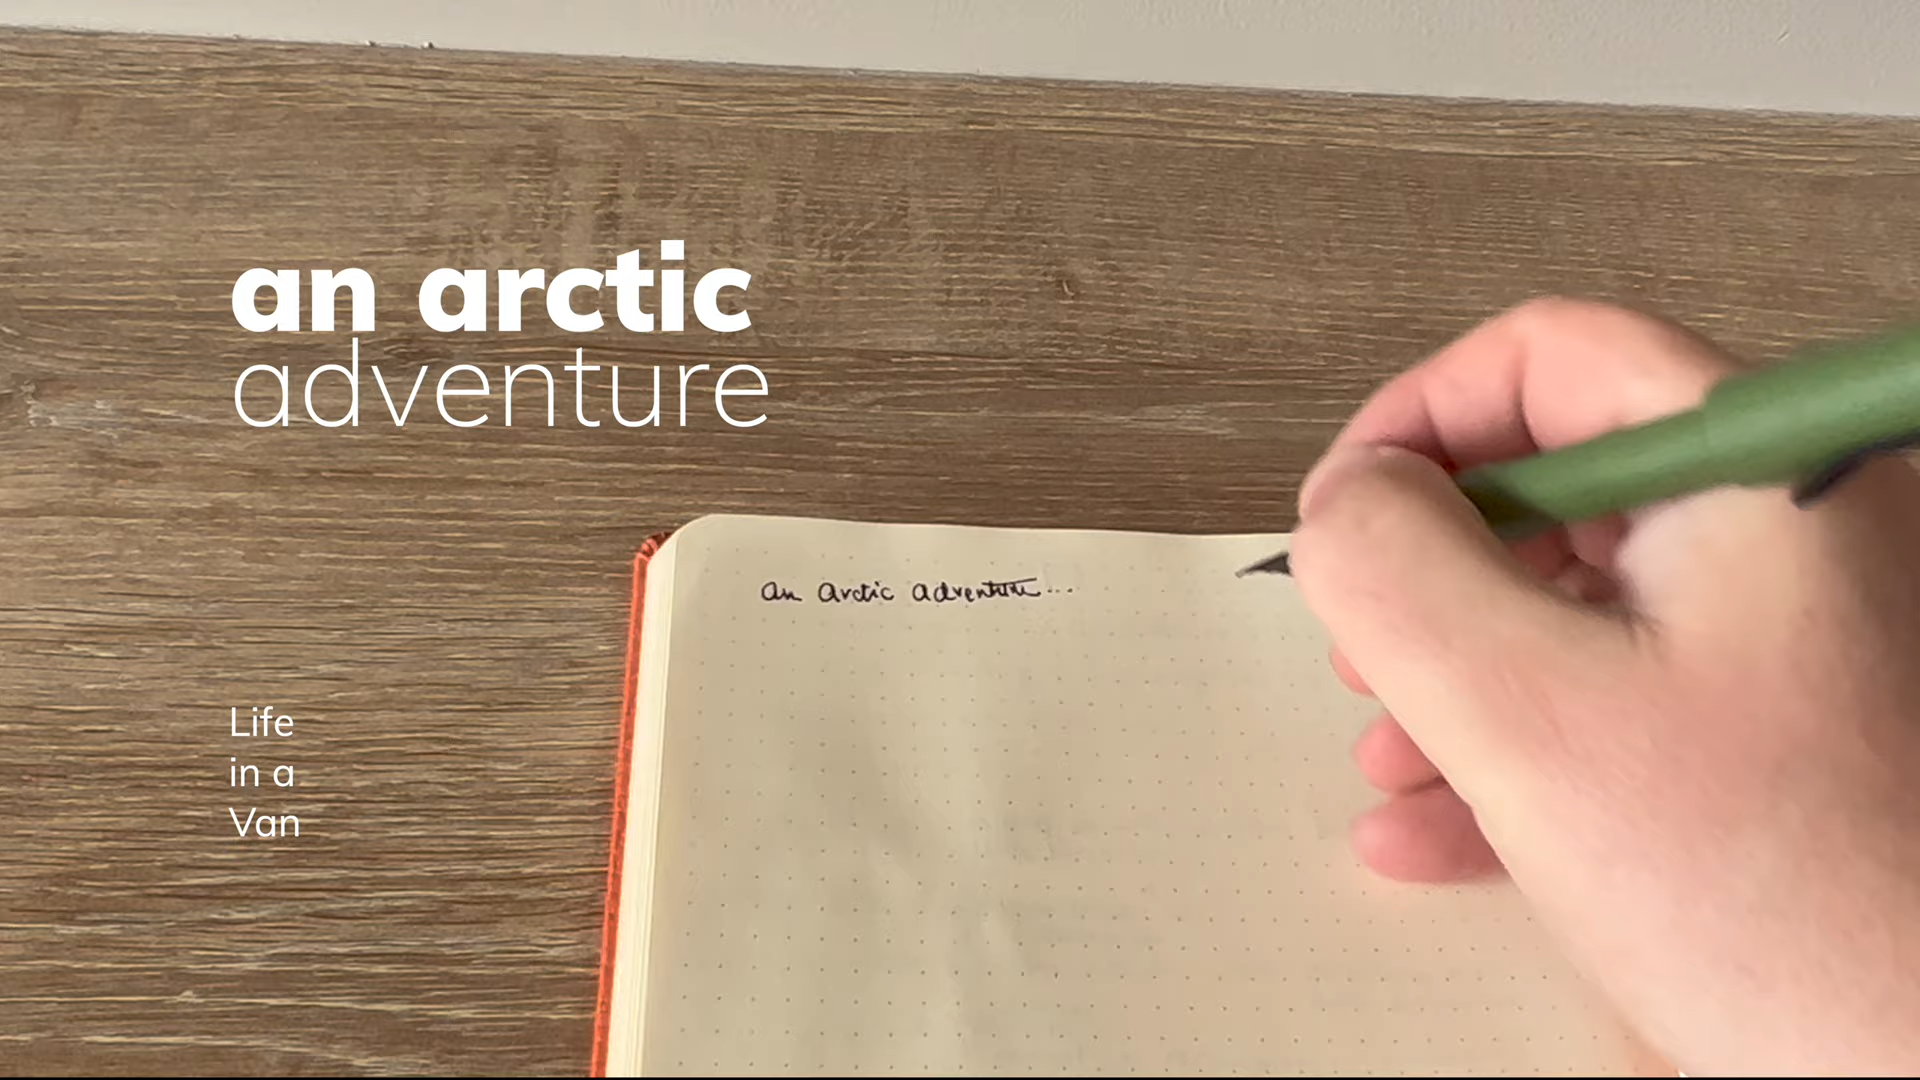 an arctic
adventure
an arctic adventure...
Life
in a
Van